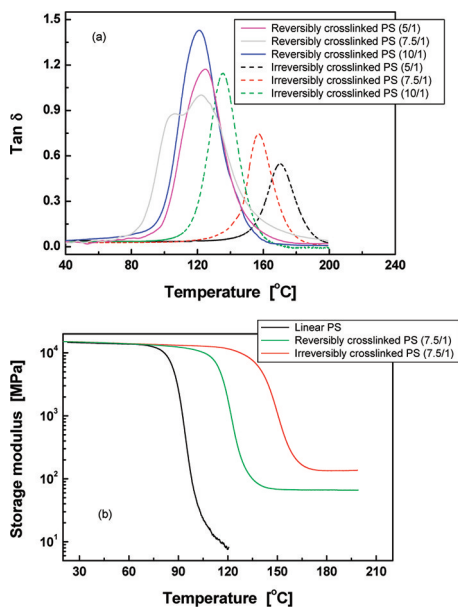 (a)
Reversibly crosslinked PS (5/1)
Reversibly crosslinked PS (7.5/1)
Reversibly crosslinked PS (10/1)
Irreversibly crosslinked PS (5/1)
Irreversibly crosslinked PS (7.5/1)
Irreversibly crosslinked PS (10/1)
Tan δ
1.5
1.2
0.9
0.6
0.3
0.0
40 80 120 160 200 240
Temperature [°C]
Linear PS
Reversibly crosslinked PS (7.5/1)
Irreversibly crosslinked PS (7.5/1)
Storage modulus [MPa]
10⁴
10³
10²
10¹
(b)
30 60 90 120 150 180 210
Temperature [°C]